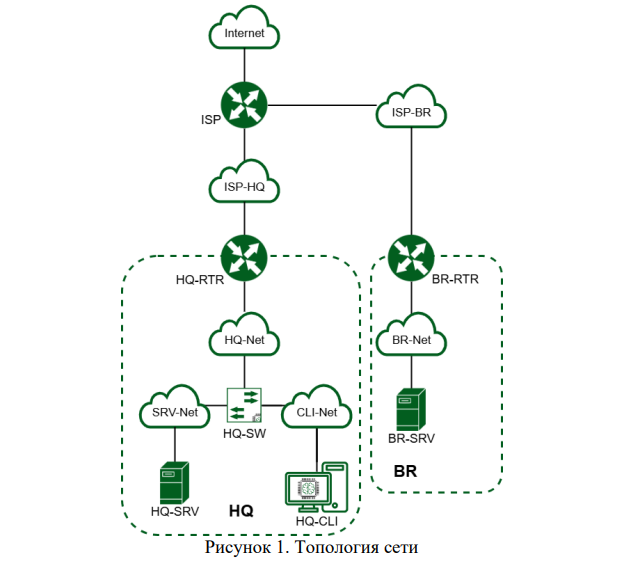 Internet
ISP
ISP-BR
ISP-HQ
HQ-RTR
BR-RTR
HQ-Net
BR-Net
SRV-Net
CLI-Net
HQ-SW
BR-SRV
BR
HQ-SRV
HQ
HQ-CLI
Рисунок 1. Топология сети